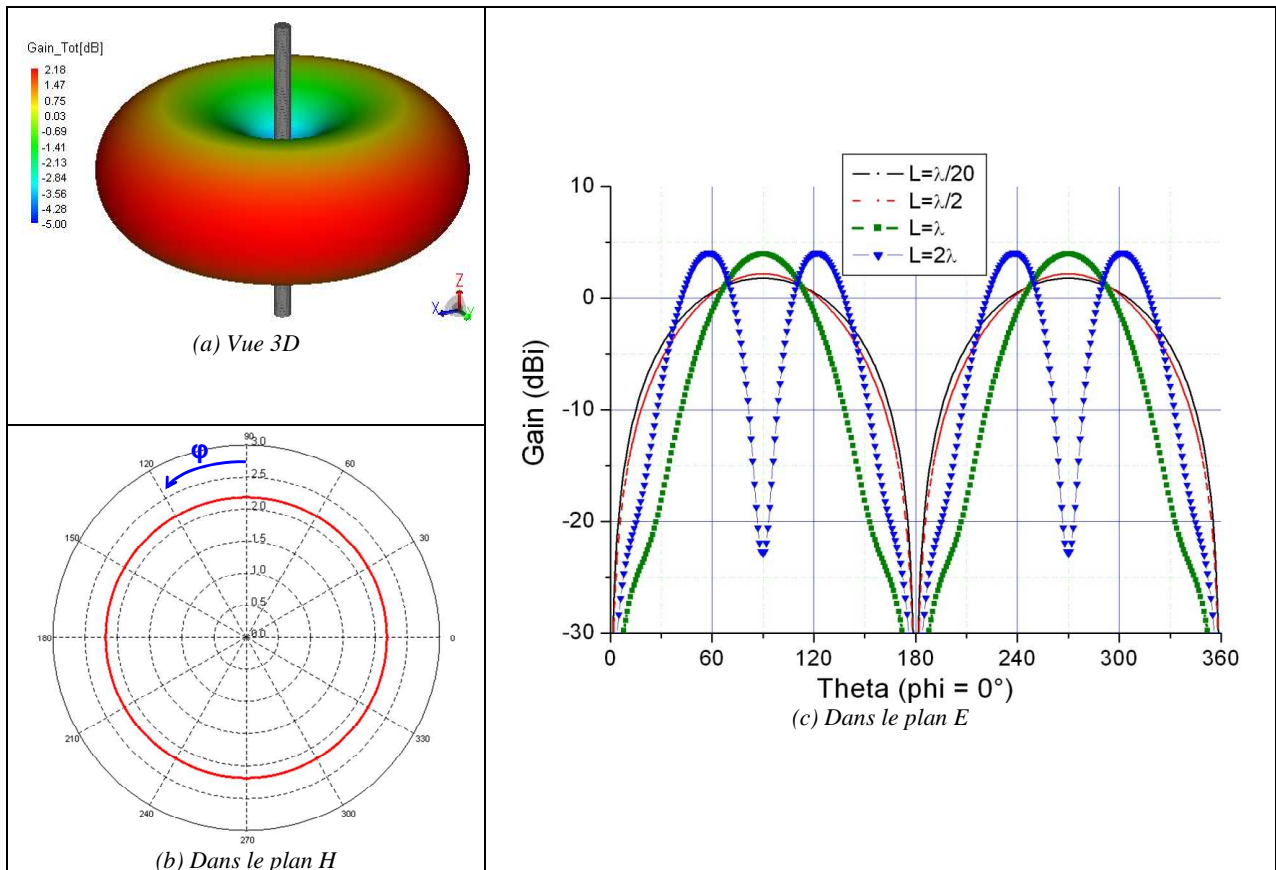 Gain_Tot[dB]
2.18
1.47
0.75
0.03
-0.69
-1.41
-2.13
-2.84
-3.56
-4.28
-5.00
Z
X
Y
(a) Vue 3D
φ
90
3.0
120
60
2.5
2.0
150
30
1.5
1.0
0.5
0.0
180
0
210
330
240
300
270
(b) Dans le plan H
L=λ/20
L=λ/2
L=λ
L=2λ
10
0
-10
-20
-30
Gain (dBi)
0 60 120 180 240 300 360
Theta (phi = 0°)
(c) Dans le plan E